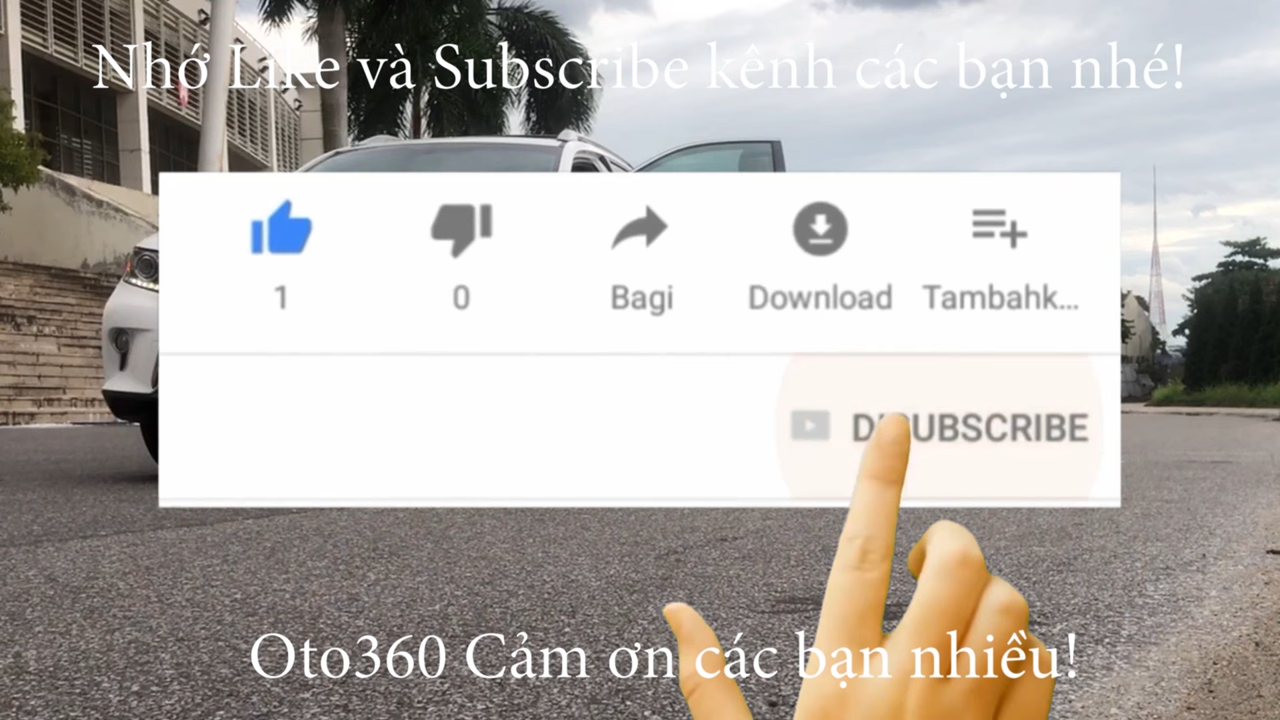 Nhớ Like và Subscribe kênh các bạn nhé!
1 0 Bagi Download Tambahk...
Oto360 Cảm ơn các bạn nhiều!